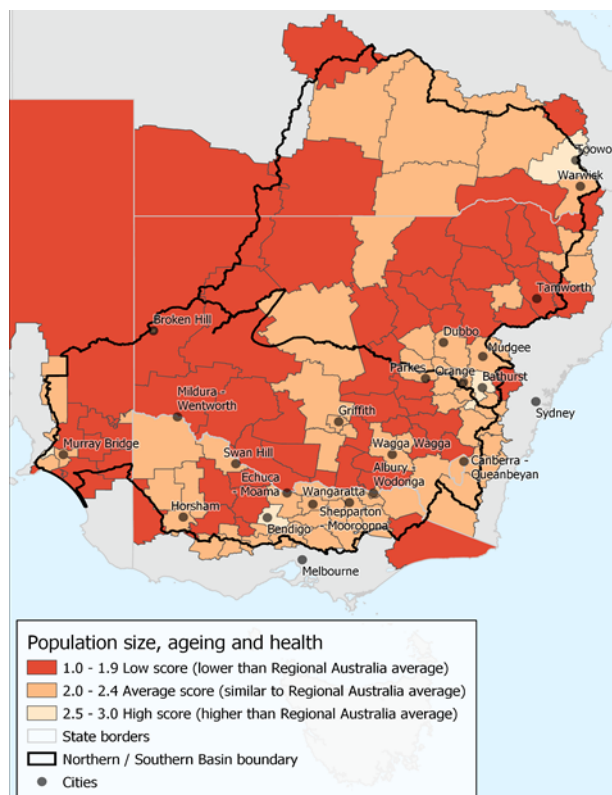 Toowo
Warwick
Tamworth
Broken Hill
Dubbo
Mudgee
Parkes
Orange
Bathurst
Mildura -
Wentworth
Griffith
Sydney
Murray Bridge
Swan Hill
Wagga Wagga
Canberra -
Queanbeyan
Echuca
- Moama
Albury -
Wodonga
Wangaratta
Horsham
Shepparton
- Mooroopna
Bendigo
Melbourne
Population size, ageing and health
1.0 - 1.9 Low score (lower than Regional Australia average)
2.0 - 2.4 Average score (similar to Regional Australia average)
2.5 - 3.0 High score (higher than Regional Australia average)
State borders
Northern / Southern Basin boundary
Cities